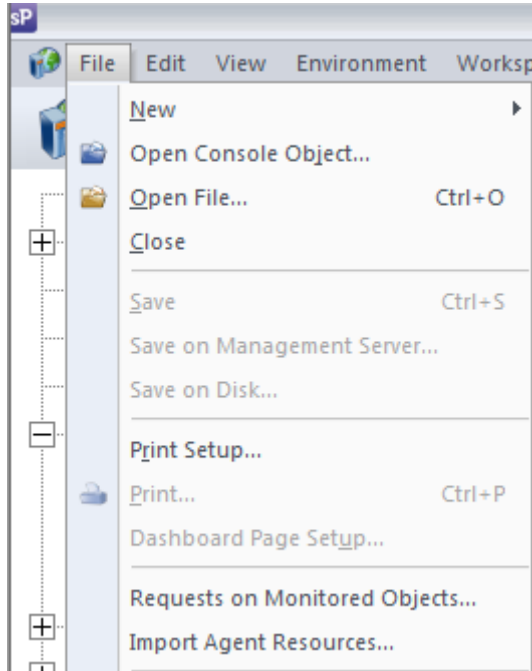 sP
File Edit View Environment Worksp
New
Open Console Object...
Open File... Ctrl+O
Close
Save Ctrl+S
Save on Management Server...
Save on Disk...
Print Setup...
Print... Ctrl+P
Dashboard Page Setup...
Requests on Monitored Objects...
Import Agent Resources...